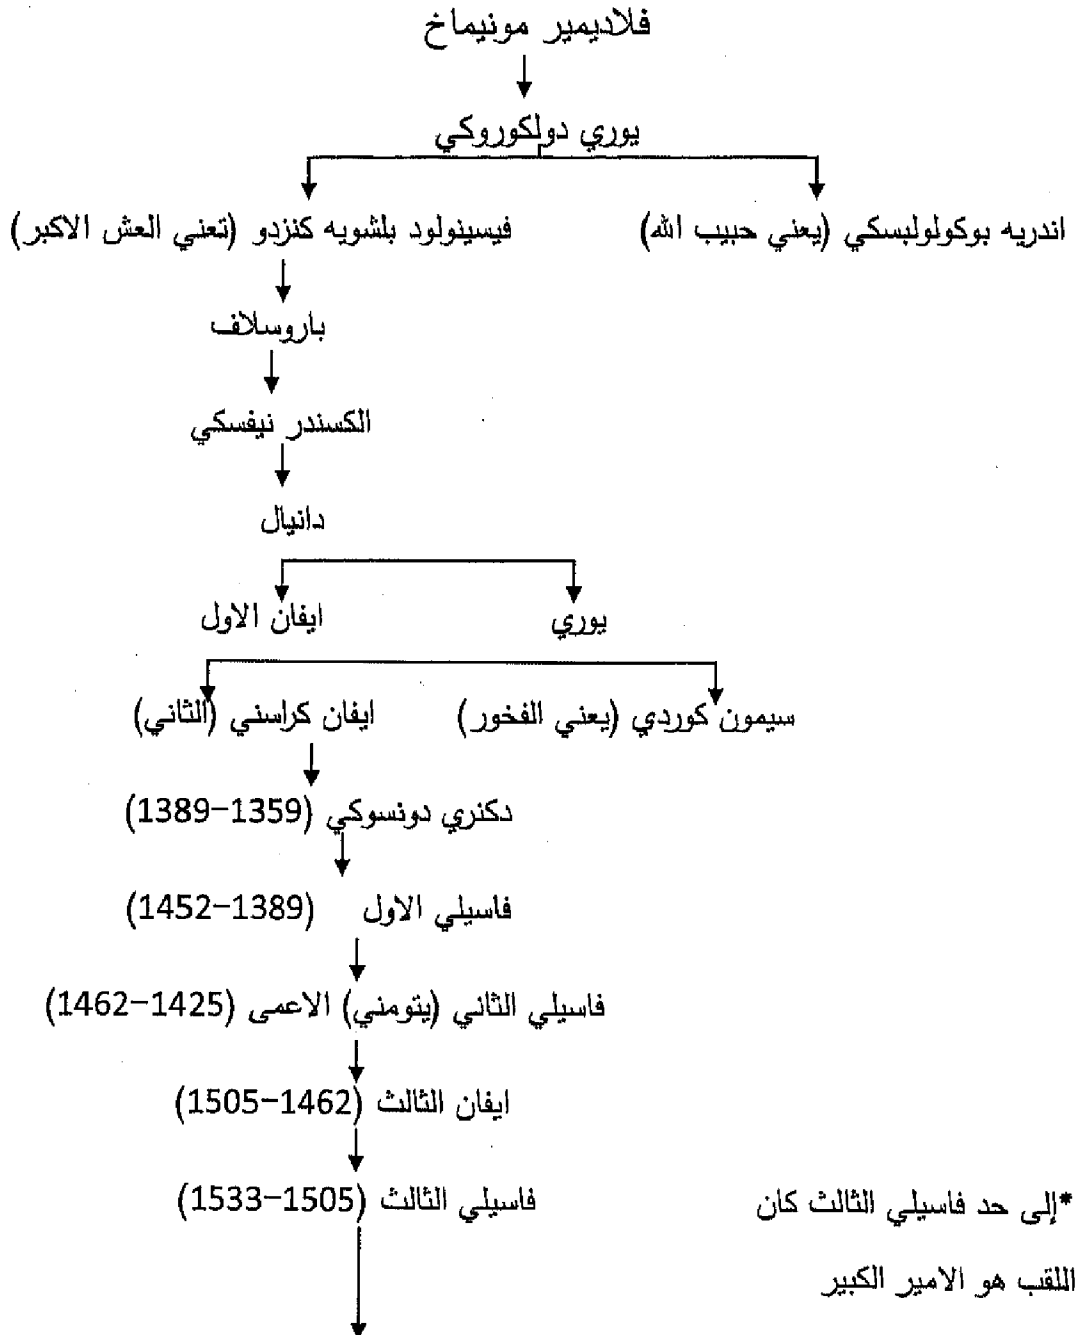 فلاديمير مونيماخ
يوري دولكوروكي
اندريه بوكولولبسكي (يعني حبيب الله)
فيسينولود بلشويه كنزدو (تعني العش الاكبر)
ياروسلاف
الكسندر نيفسكي
دانيال
يوري
ايفان الاول
سيمون كوردي (يعني الفخور)
ايفان كراسني (الثاني)
دكنري دونسوكي (1359-1389)
فاسيلي الاول (1389-1452)
فاسيلي الثاني (يتومني) الاعمى (1425-1462)
ايفان الثالث (1462-1505)
فاسيلي الثالث (1505-1533)
*إلى حد فاسيلي الثالث كان
اللقب هو الامير الكبير